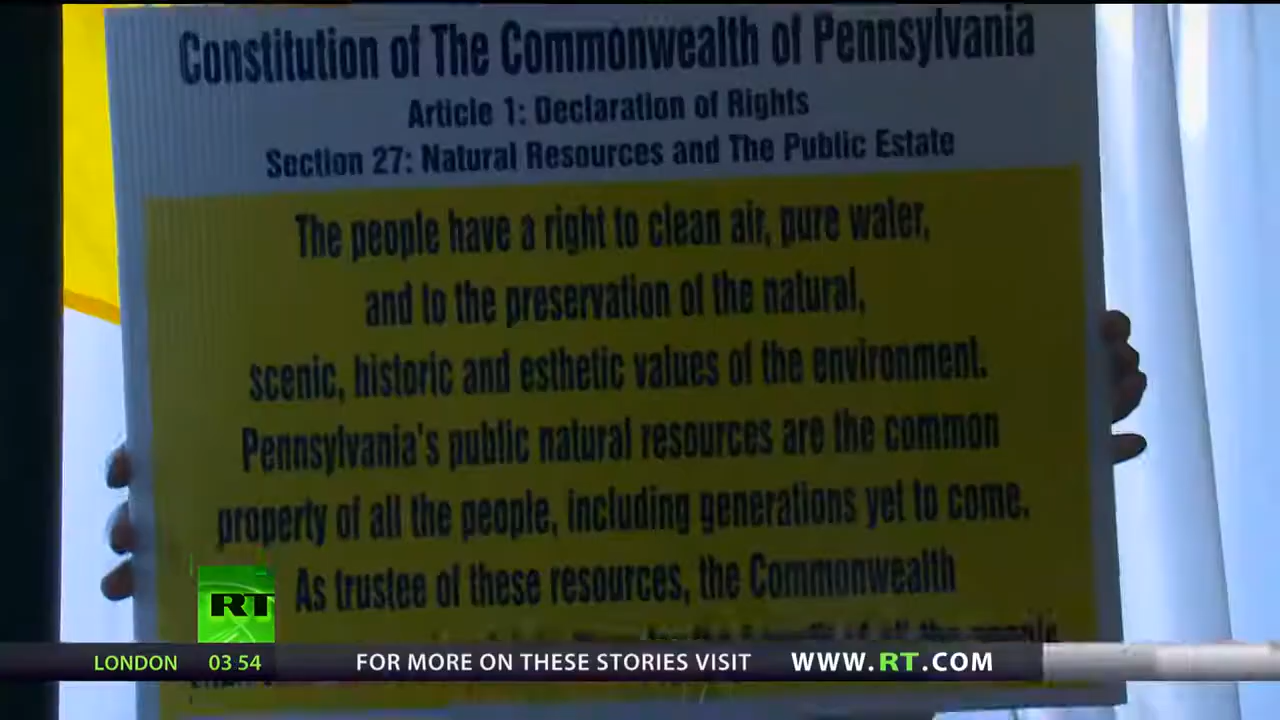 Constitution of The Commonwealth of Pennsylvania
Article 1: Declaration of Rights
Section 27: Natural Resources and The Public Estate
The people have a right to clean air, pure water,
and to the preservation of the natural,
scenic, historic and esthetic values of the environment.
Pennsylvania's public natural resources are the common
property of all the people, including generations yet to come.
As trustee of these resources, the Commonwealth
of all the people
RT
LONDON 03 54 FOR MORE ON THESE STORIES VISIT WWW.RT.COM